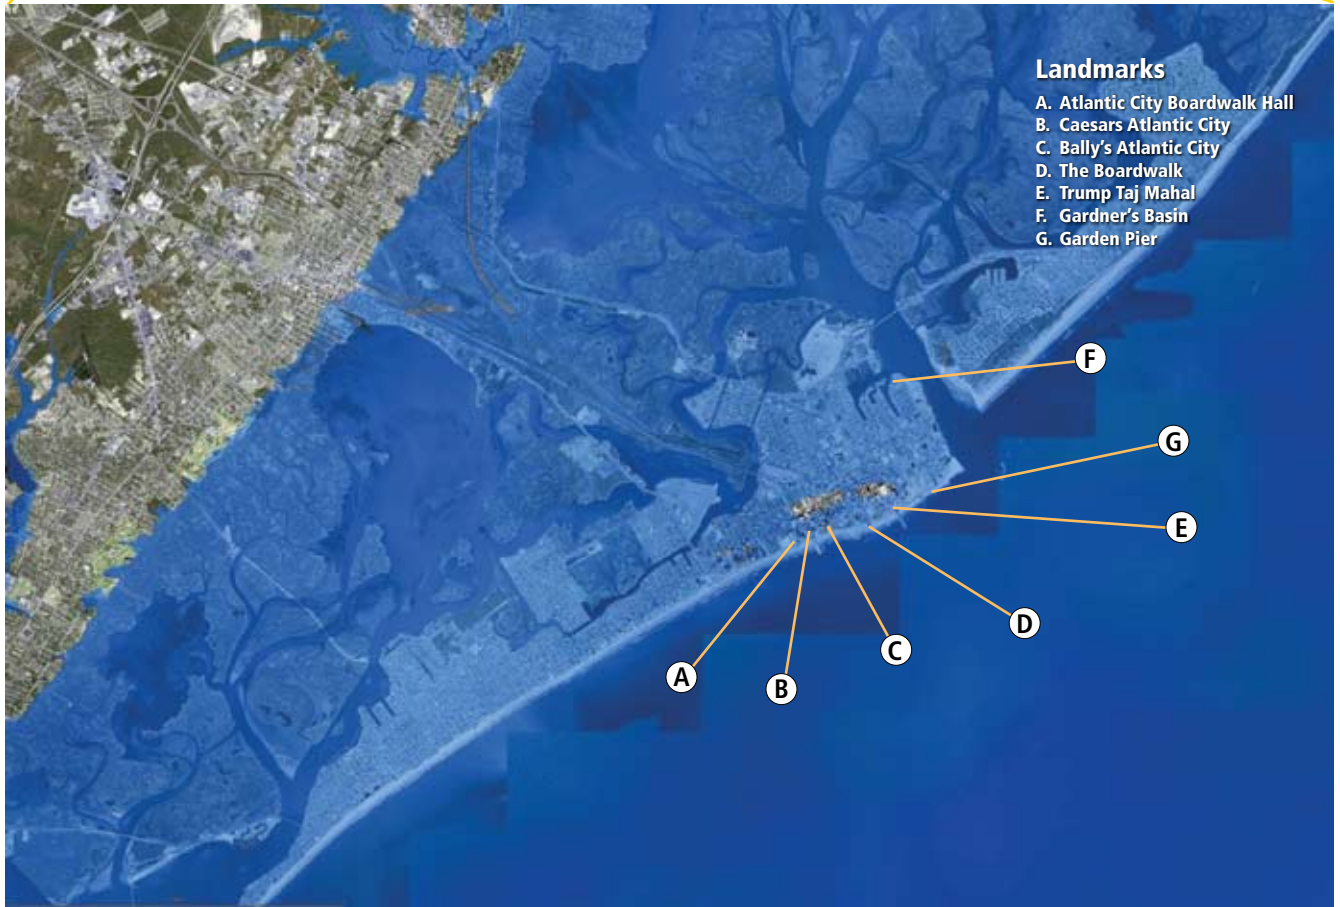 Landmarks
A. Atlantic City Boardwalk Hall
B. Caesars Atlantic City
C. Bally's Atlantic City
D. The Boardwalk
E. Trump Taj Mahal
F. Gardner's Basin
G. Garden Pier
F
G
E
D
C
A
B